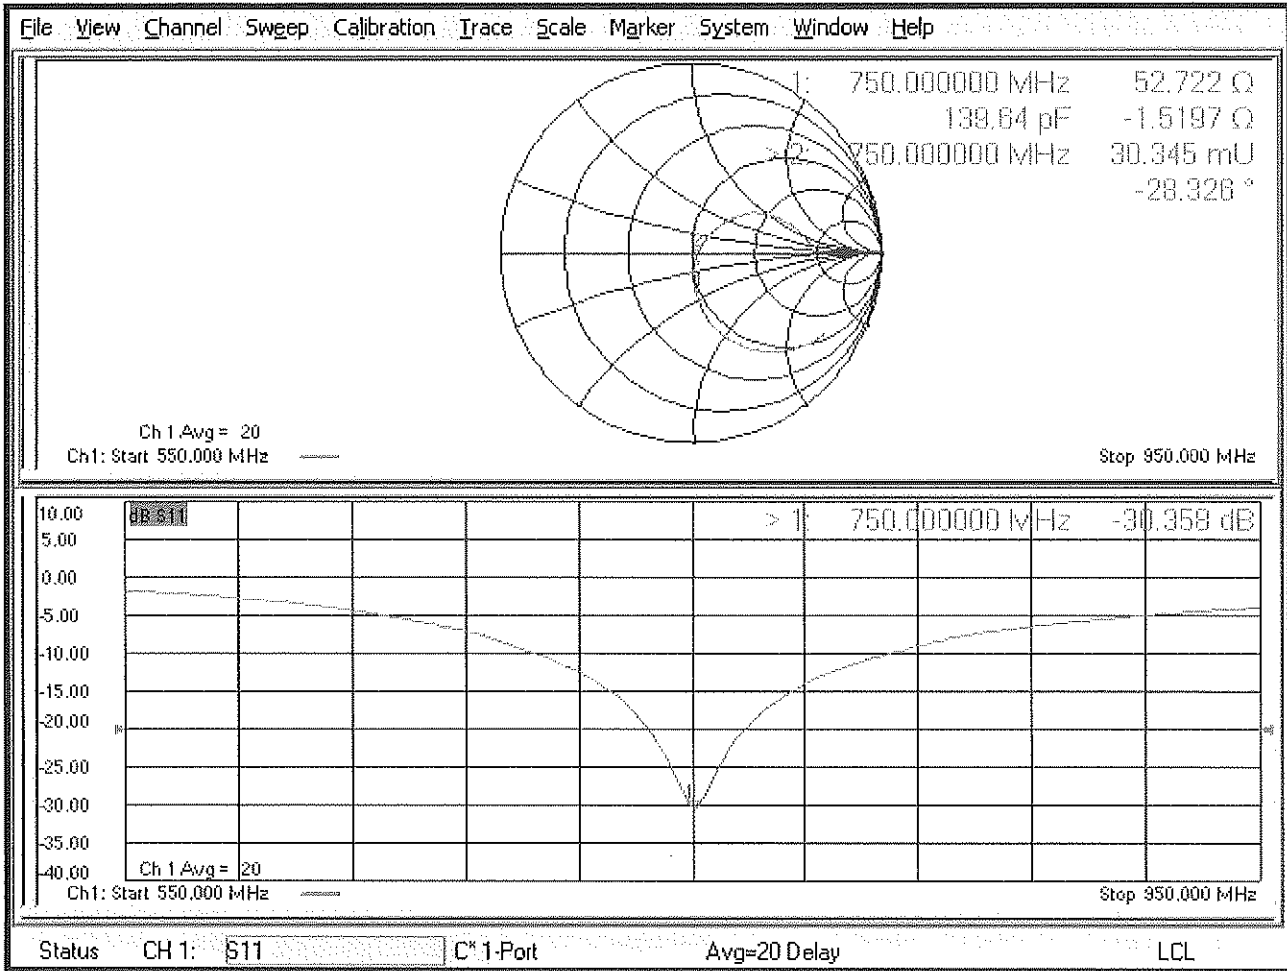 File View Channel Sweep Calibration Trace Scale Marker System Window Help
1: 750.000000 MHz 52.722 Ω
139.64 pF -1.5197 Ω
> 2: 750.000000 MHz 30.345 mU
-28.326 °
Ch 1 Avg = 20
Ch1: Start 550.000 MHz
Stop 950.000 MHz
10.00
dB S11
> 1: 750.000000 MHz -30.358 dB
5.00
0.00
-5.00
-10.00
-15.00
-20.00
-25.00
-30.00
1
-35.00
-40.00
Ch 1 Avg = 20
Ch1: Start 550.000 MHz
Stop 950.000 MHz
Status CH 1: S11 C* 1-Port Avg=20 Delay LCL